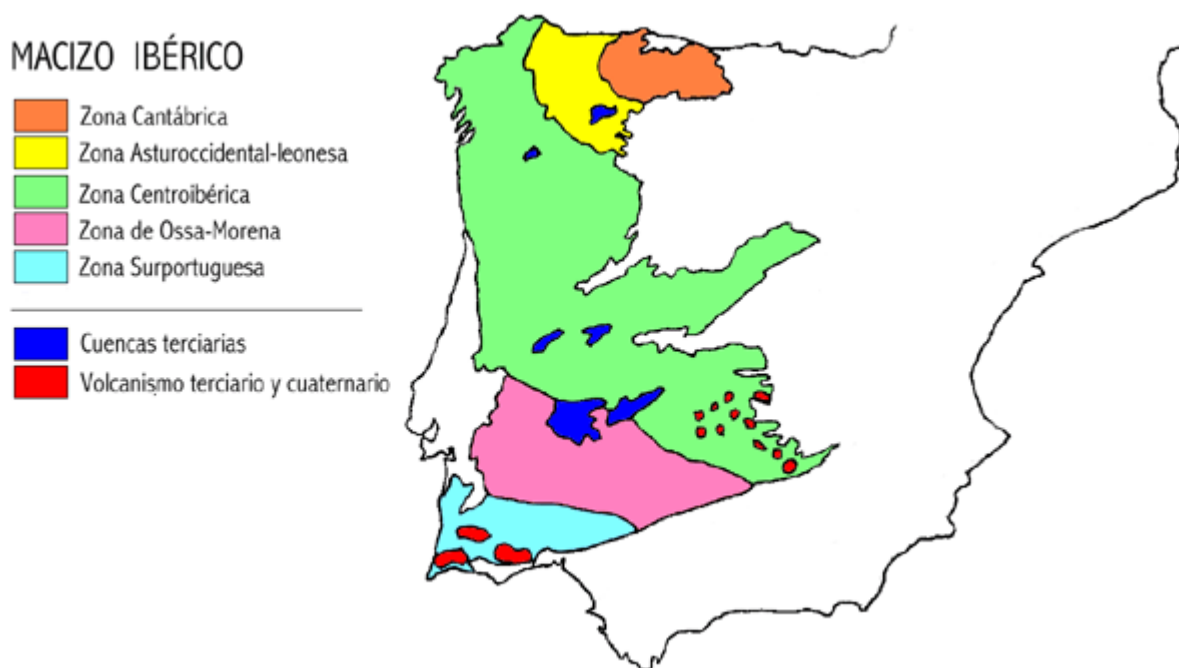 MACIZO IBÉRICO
Zona Cantábrica
Zona Asturoccidental-leonesa
Zona Centroibérica
Zona de Ossa-Morena
Zona Surportuguesa
Cuencas terciarias
Volcanismo terciario y cuaternario